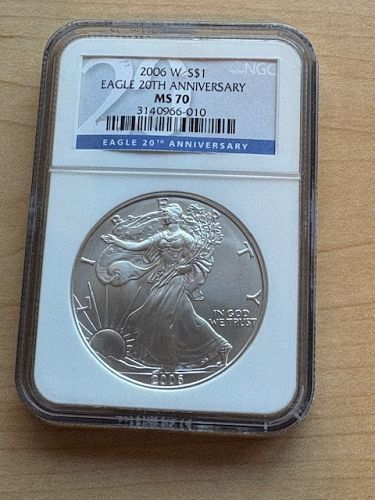 20
NGC
2006 W S$1
EAGLE 20TH ANNIVERSARY
MS 70
3140966-010
EAGLE 20TH ANNIVERSARY
LIBERTY
IN GOD
WE TRUST
2006